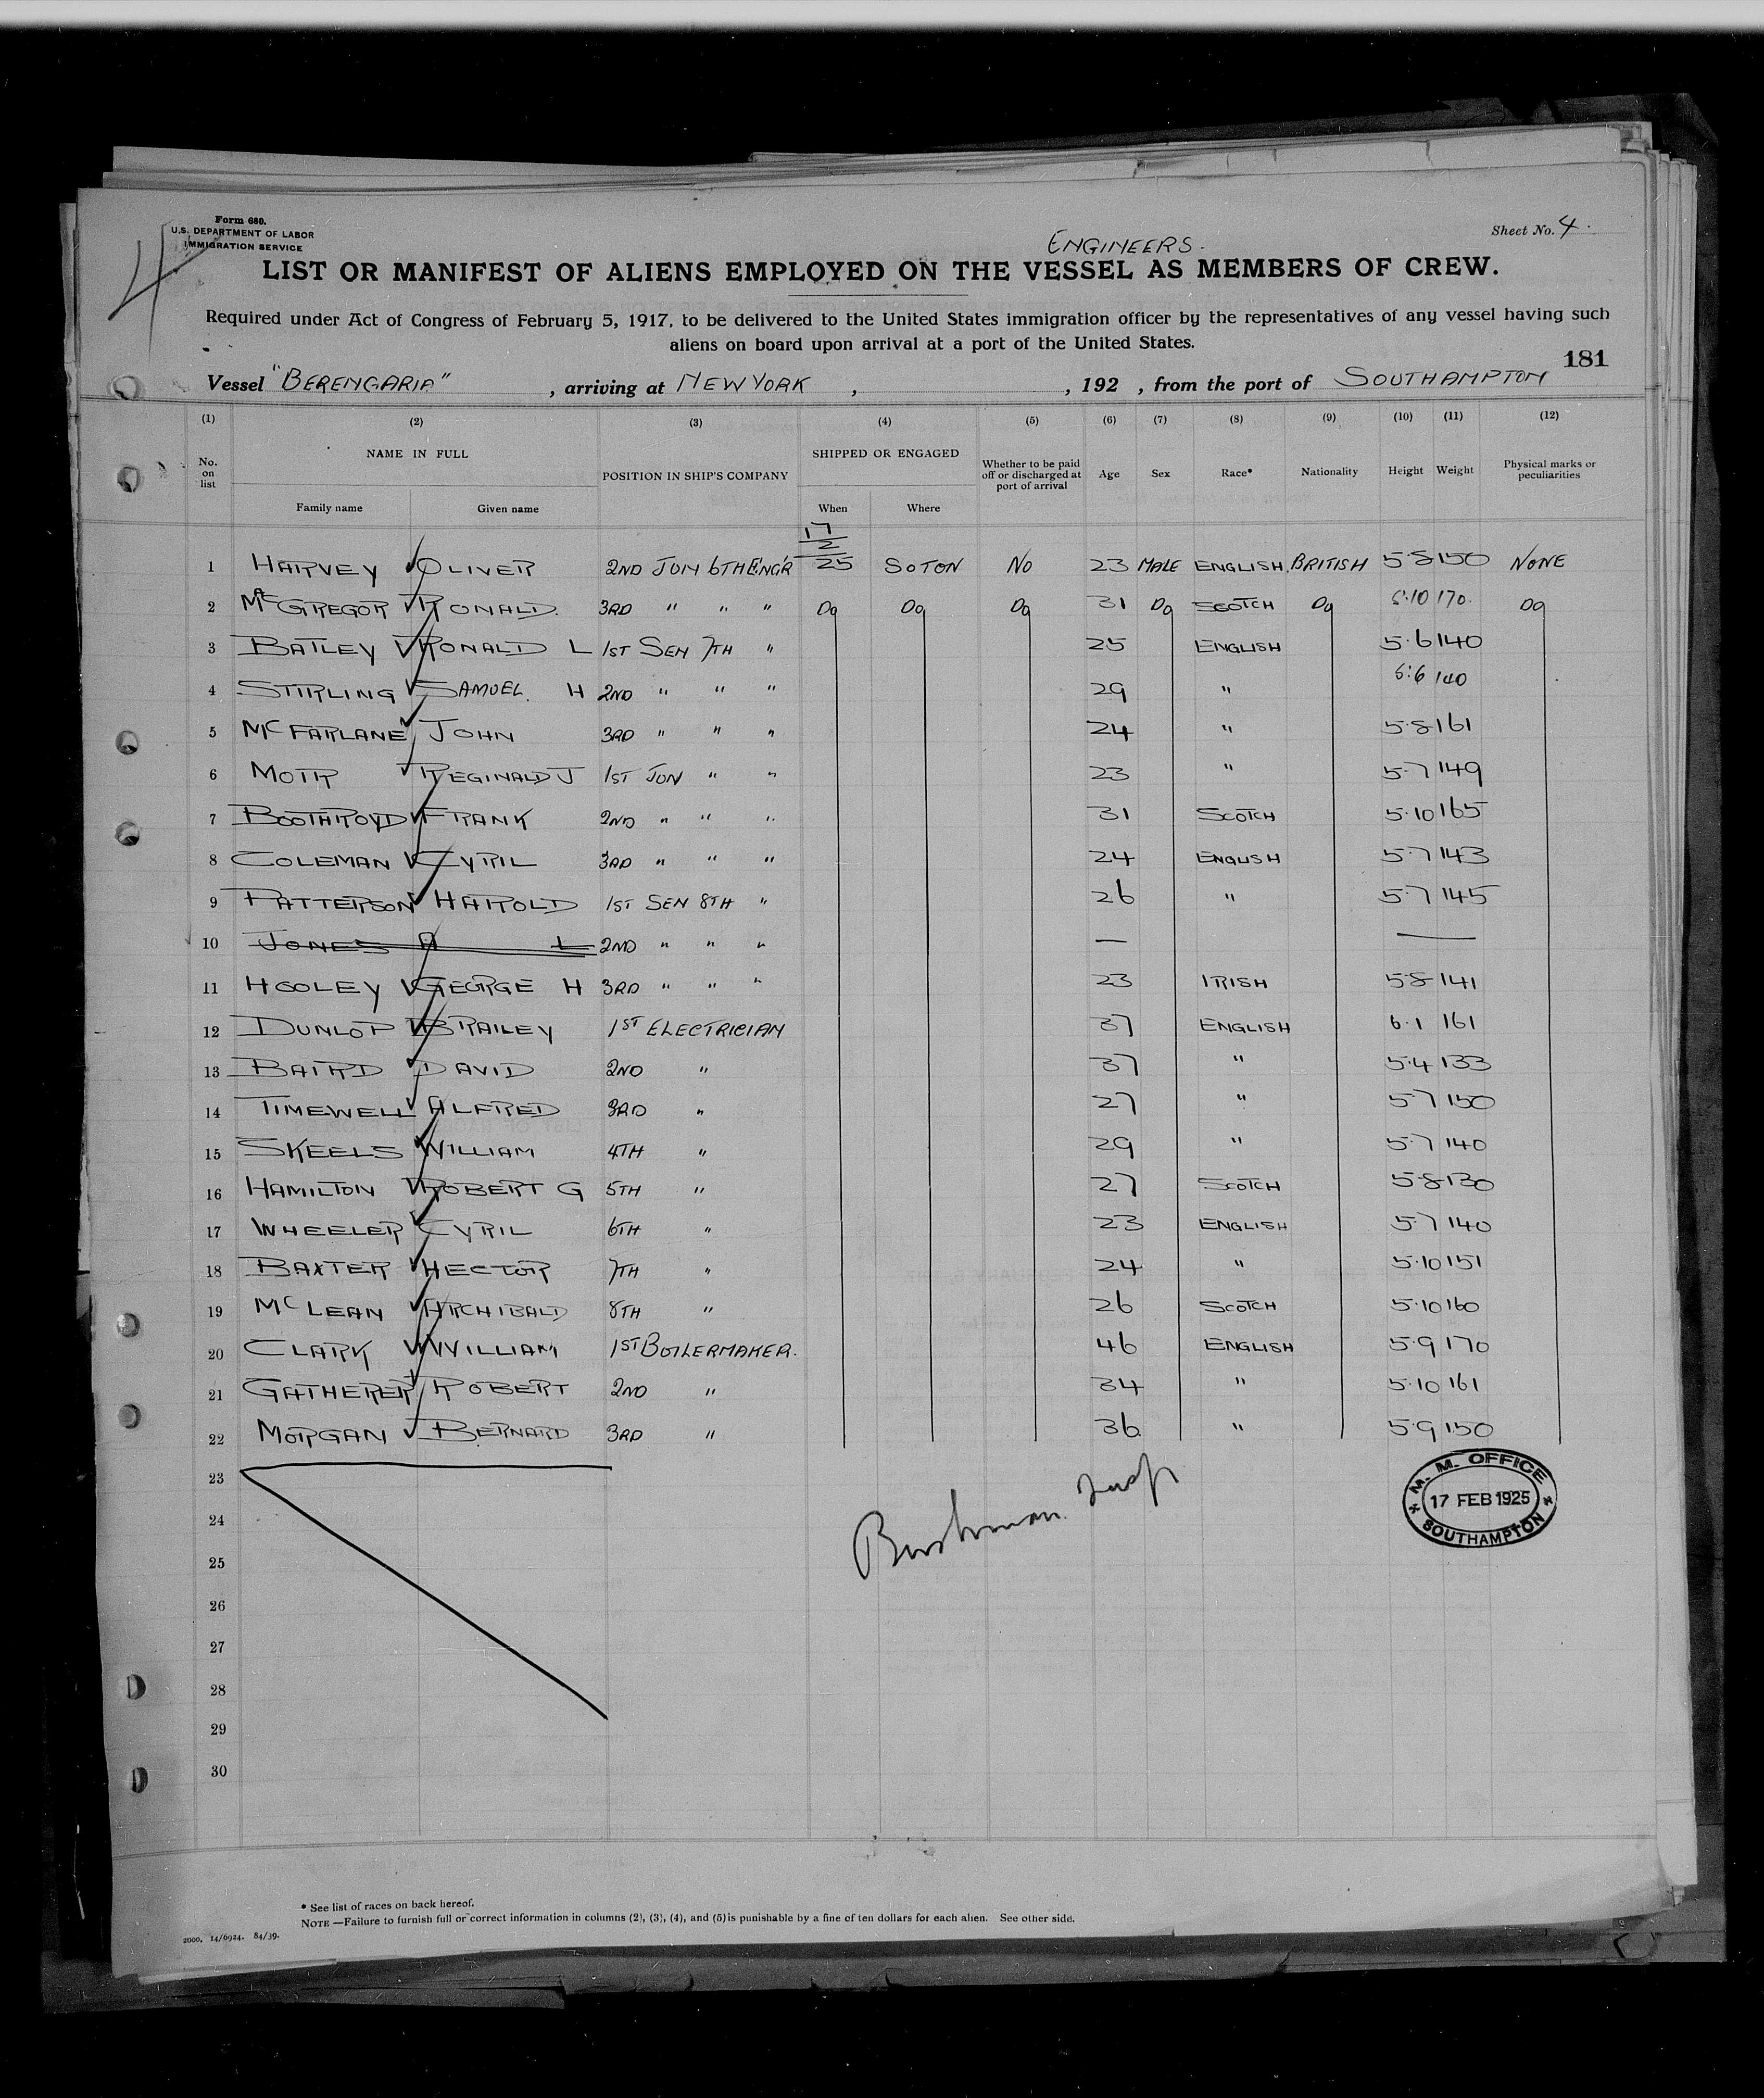 Form 680.
U.S. DEPARTMENT OF LABOR
IMMIGRATION SERVICE
4
Sheet No. 4.
ENGINEERS.
LIST OR MANIFEST OF ALIENS EMPLOYED ON THE VESSEL AS MEMBERS OF CREW.
Required under Act of Congress of February 5, 1917, to be delivered to the United States immigration officer by the representatives of any vessel having such
aliens on board upon arrival at a port of the United States.
181
Vessel "BERENGARIA" , arriving at NEW YORK , , 192 , from the port of SOUTHAMPTON
(1) (2) (3) (4) (5) (6) (7) (8) (9) (10) (11) (12)
No. on list NAME IN FULL POSITION IN SHIP'S COMPANY SHIPPED OR ENGAGED Whether to be paid off or discharged at port of arrival Age Sex Race* Nationality Height Weight Physical marks or peculiarities
Family name Given name When Where
1 HARVEY OLIVER 2ND JUN 6TH ENG'R 17/2/25 SOTON NO 23 MALE ENGLISH BRITISH 5·8 150 NONE
2 McGREGOR RONALD. 3RD " " " Do Do Do 31 Do SCOTCH Do 5·10 170. Do
3 BATLEY RONALD L 1ST SEN 7TH " 25 ENGLISH 5·6 140
4 STIRLING SAMUEL. H 2ND " " " 29 " 5·6 140
5 McFARLANE JOHN 3RD " " " 24 " 5·8 161
6 MOIR REGINALD J 1ST JUN " " 23 " 5·7 149
7 BOOTHROYD FRANK 2ND " " " 31 SCOTCH 5·10 165
8 COLEMAN CYRIL 3RD " " " 24 ENGLISH 5·7 143
9 PATTERSON HAROLD 1ST SEN 8TH " 26 " 5·7 145
10 JONES A L 2ND " " " — —
11 HOOLEY GEORGE H 3RD " " " 23 IRISH 5·8 141
12 DUNLOP BRAILEY 1ST ELECTRICIAN 37 ENGLISH 6·1 161
13 BAIRD DAVID 2ND " 37 " 5·4 133
14 TIMEWELL ALFRED 3RD " 27 " 5·7 150
15 SKEELS WILLIAM 4TH " 29 " 5·7 140
16 HAMILTON ROBERT G 5TH " 27 SCOTCH 5·8 130
17 WHEELER CYRIL 6TH " 23 ENGLISH 5·7 140
18 BAXTER HECTOR 7TH " 24 " 5·10 151
19 McLEAN ARCHIBALD 8TH " 26 SCOTCH 5·10 160
20 CLARK WILLIAM 1ST BOILERMAKER. 46 ENGLISH 5·9 170
21 GATHERER ROBERT 2ND " 34 " 5·10 161
22 MORGAN BERNARD 3RD " 36 " 5·9 150
23
24
25
26
27
28
29
30
M. M. OFFICE
17 FEB 1925
SOUTHAMPTON
* See list of races on back hereof.
NOTE —Failure to furnish full or correct information in columns (2), (3), (4), and (5) is punishable by a fine of ten dollars for each alien. See other side.
2000. 14/6924. 84/39.